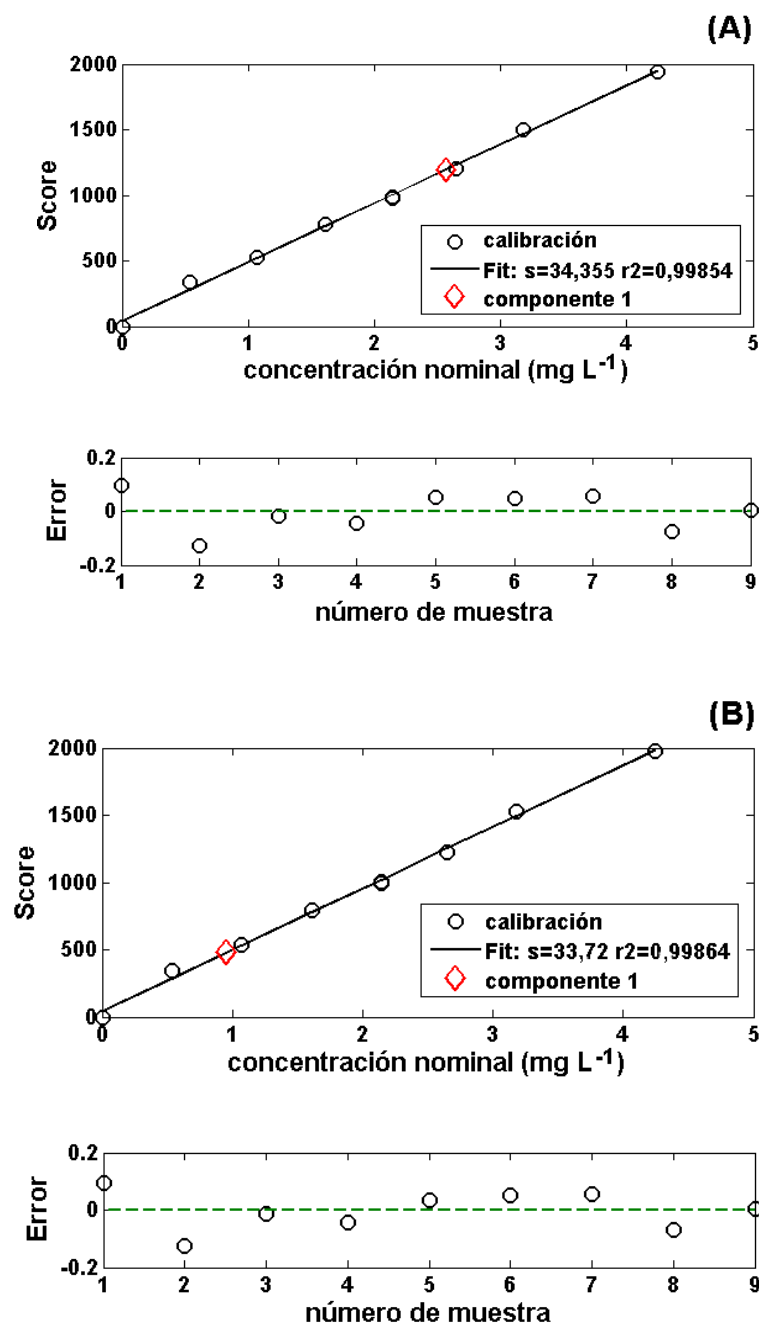 (A)
2000
1500
1000
500
0
Score
calibración
Fit: s=34,355 r2=0,99854
componente 1
0 1 2 3 4 5
concentración nominal (mg L-1)
0.2
0
-0.2
Error
1 2 3 4 5 6 7 8 9
número de muestra
(B)
2000
1500
1000
500
0
Score
calibración
Fit: s=33,72 r2=0,99864
componente 1
0 1 2 3 4 5
concentración nominal (mg L-1)
0.2
0
-0.2
Error
1 2 3 4 5 6 7 8 9
número de muestra